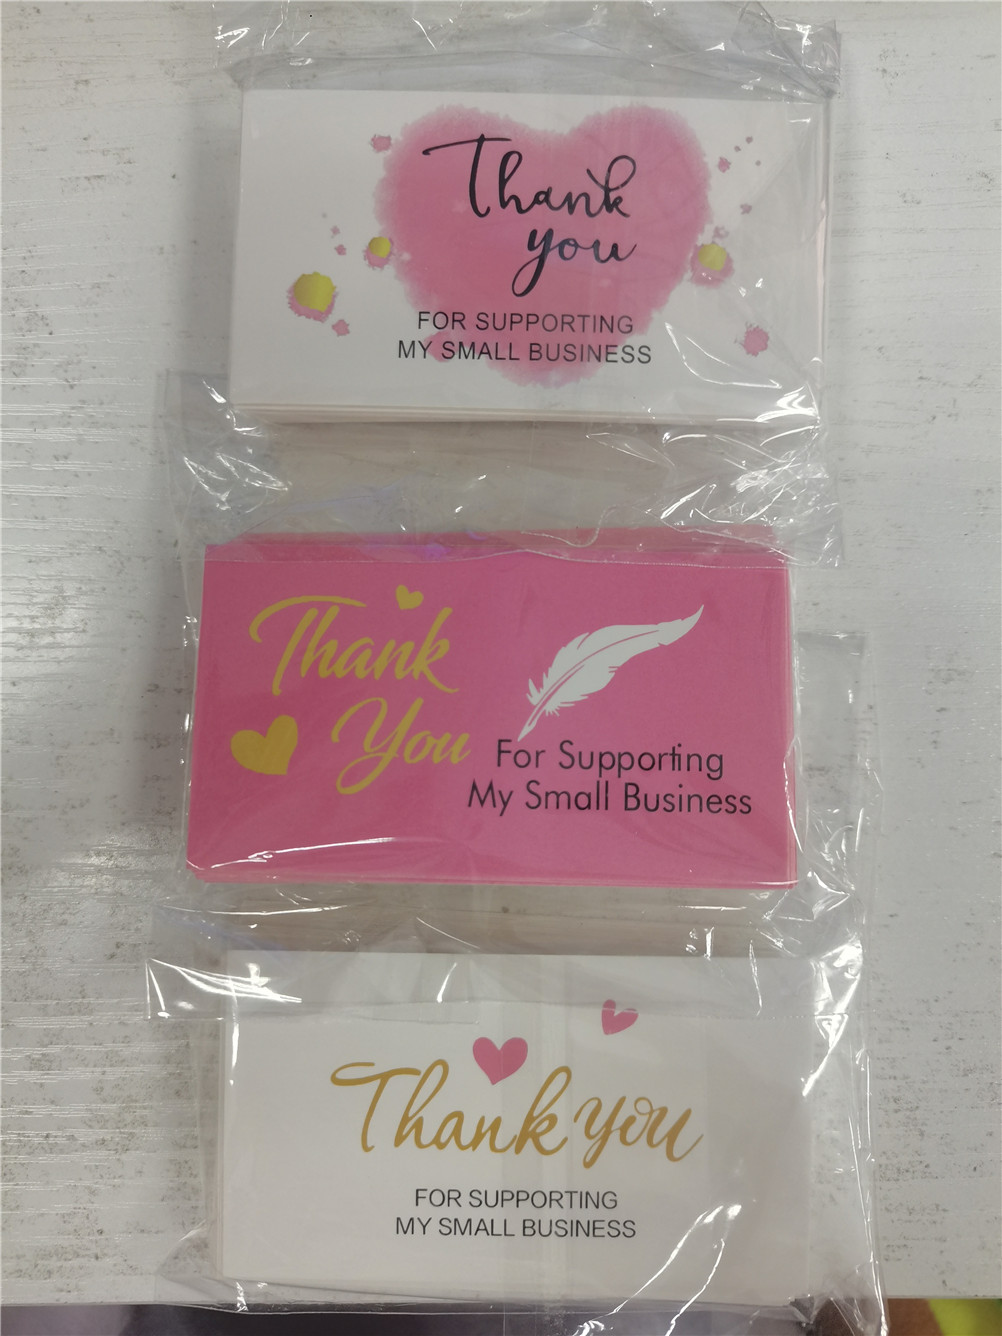 Thank
you
FOR SUPPORTING
MY SMALL BUSINESS
Thank
You
For Supporting
My Small Business
Thank you
FOR SUPPORTING
MY SMALL BUSINESS